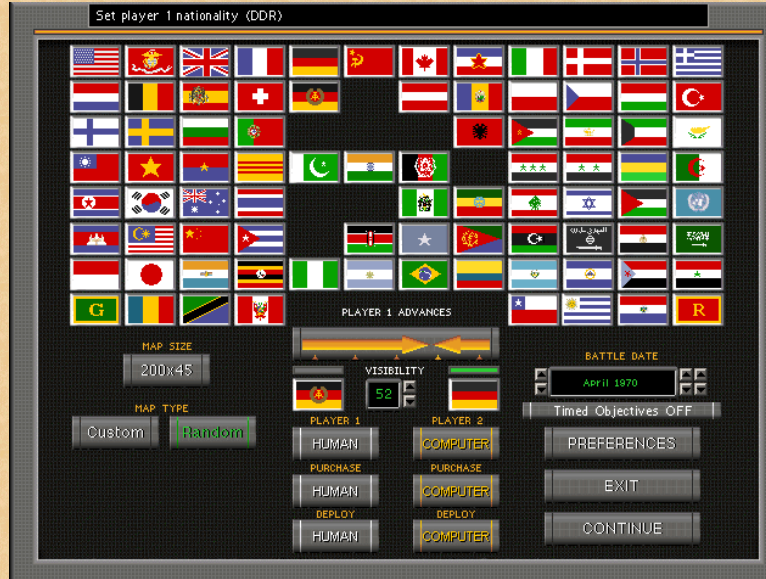 Set player 1 nationality (DDR)
G
R
PLAYER 1 ADVANCES
MAP SIZE
200x45
VISIBILITY
52
BATTLE DATE
April 1970
Timed Objectives OFF
MAP TYPE
Custom
Random
PLAYER 1
PLAYER 2
HUMAN
COMPUTER
PREFERENCES
PURCHASE
PURCHASE
HUMAN
COMPUTER
EXIT
DEPLOY
DEPLOY
HUMAN
COMPUTER
CONTINUE